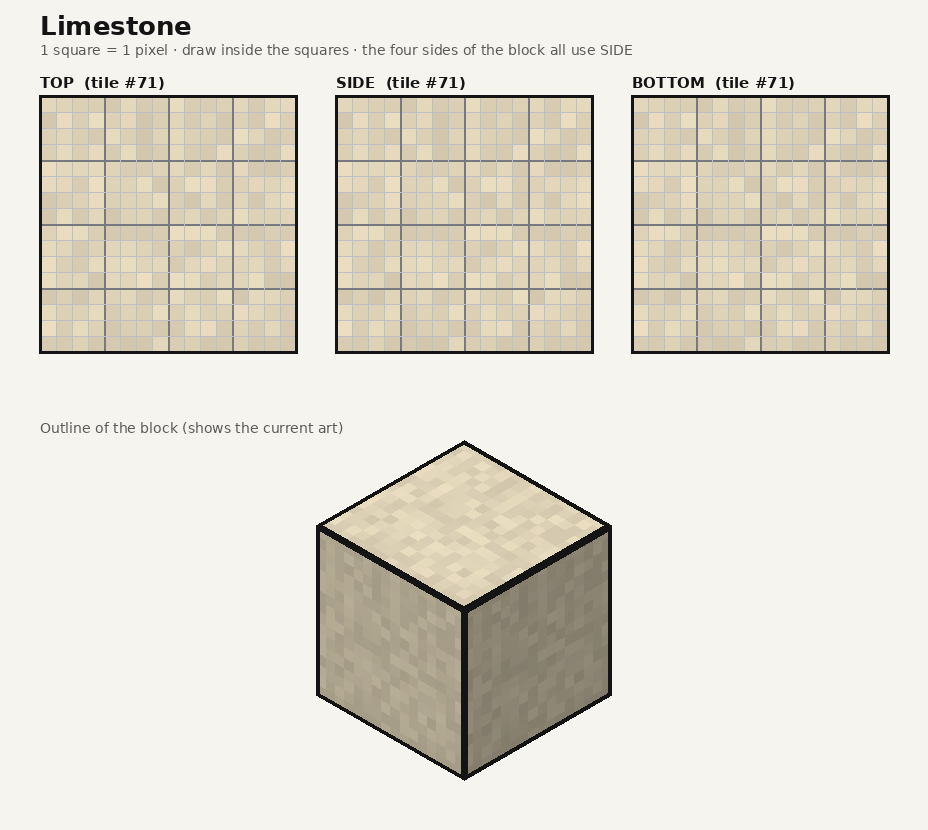 Limestone
1 square = 1 pixel · draw inside the squares · the four sides of the block all use SIDE
TOP (tile #71)
SIDE (tile #71)
BOTTOM (tile #71)
Outline of the block (shows the current art)